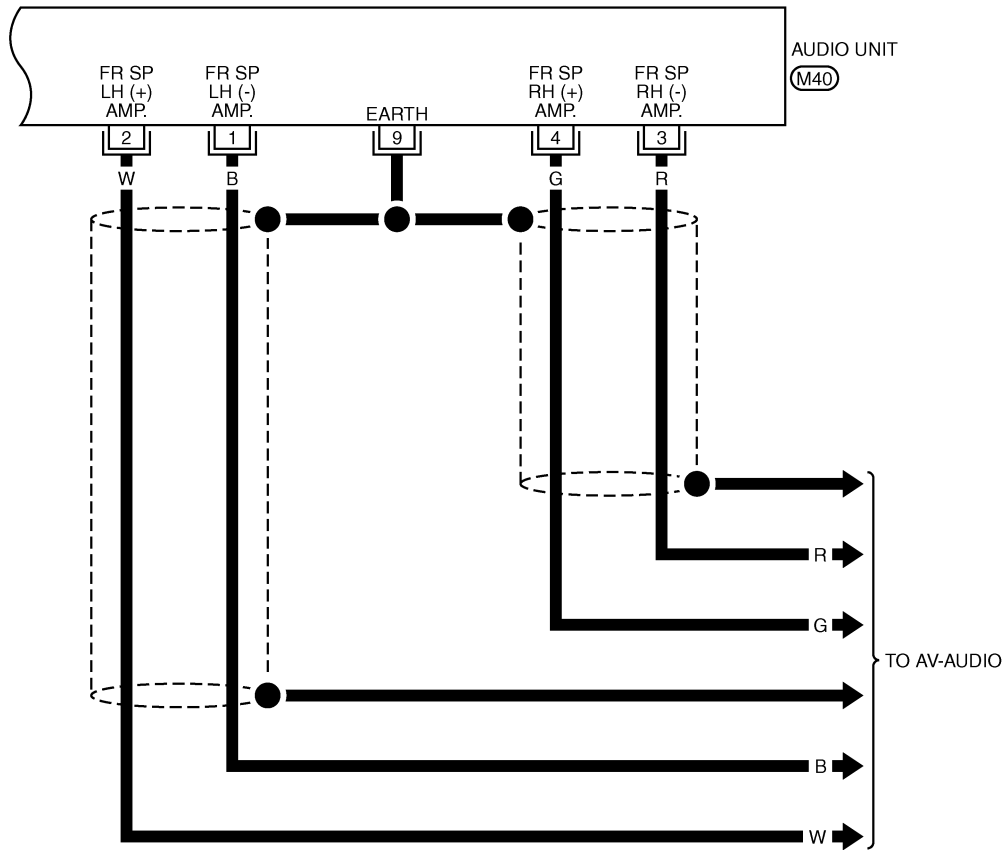 AUDIO UNIT
M40
FR SP
LH (+)
AMP.
FR SP
LH (-)
AMP.
EARTH
FR SP
RH (+)
AMP.
FR SP
RH (-)
AMP.
2
1
9
4
3
W
B
G
R
R
G
TO AV-AUDIO
B
W